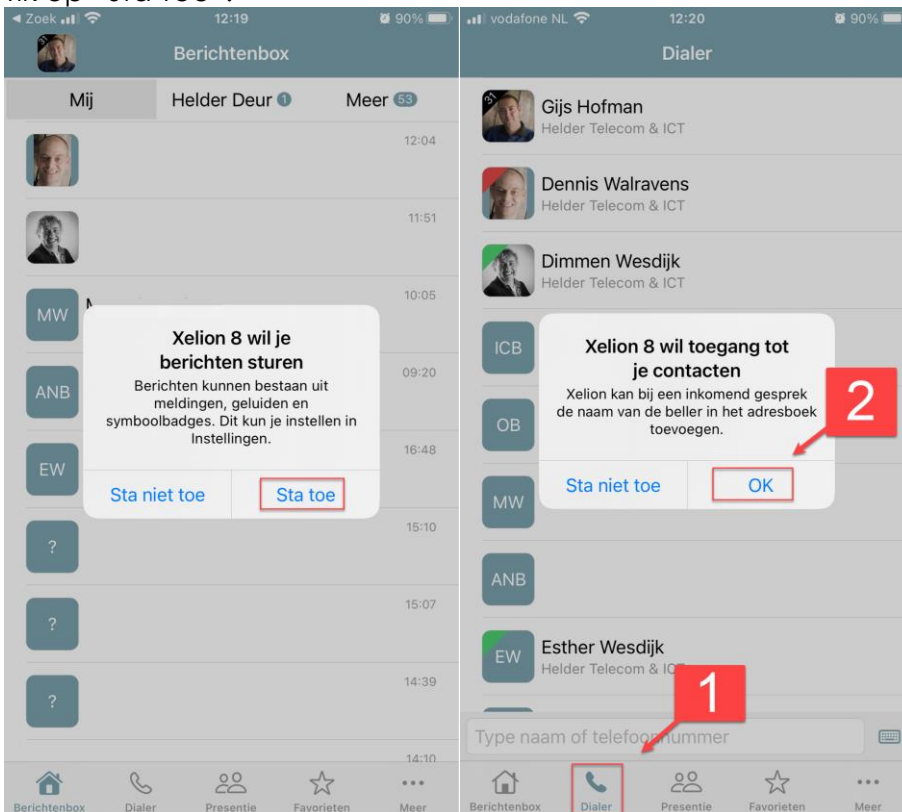 Zoek
12:19
90%
Berichtenbox
Mij Helder Deur 1 Meer 53
12:04
11:51
10:05
MW
ANB
09:20
EW
16:48
?
15:10
?
15:07
?
14:39
14:10
Xelion 8 wil je
berichten sturen
Berichten kunnen bestaan uit
meldingen, geluiden en
symboolbadges. Dit kun je instellen in
Instellingen.
Sta niet toe Sta toe
Berichtenbox Dialer Presentie Favorieten Meer
vodafone NL
12:20
90%
Dialer
31
Gijs Hofman
Helder Telecom & ICT
Dennis Walravens
Helder Telecom & ICT
Dimmen Wesdijk
Helder Telecom & ICT
ICB
OB
MW
ANB
Xelion 8 wil toegang tot
je contacten
Xelion kan bij een inkomend gesprek
de naam van de beller in het adresboek
toevoegen.
Sta niet toe OK
2
EW
Esther Wesdijk
Helder Telecom & ICT
1
Type naam of telefoonnummer
Berichtenbox Dialer Presentie Favorieten Meer